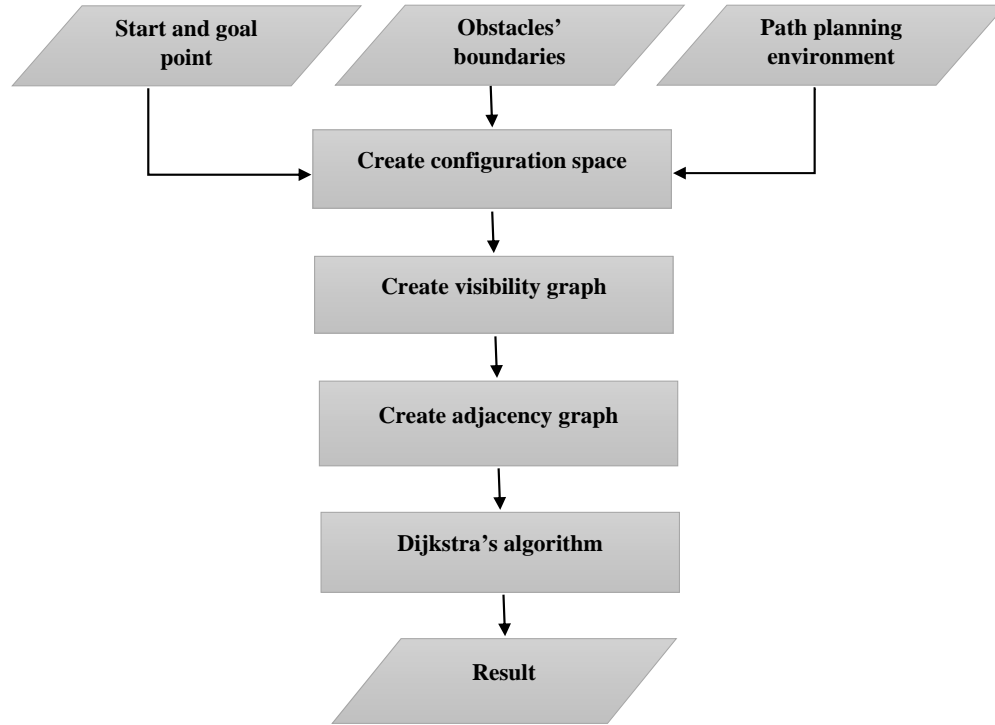 Start and goal
point
Obstacles’
boundaries
Path planning
environment
Create configuration space
Create visibility graph
Create adjacency graph
Dijkstra’s algorithm
Result